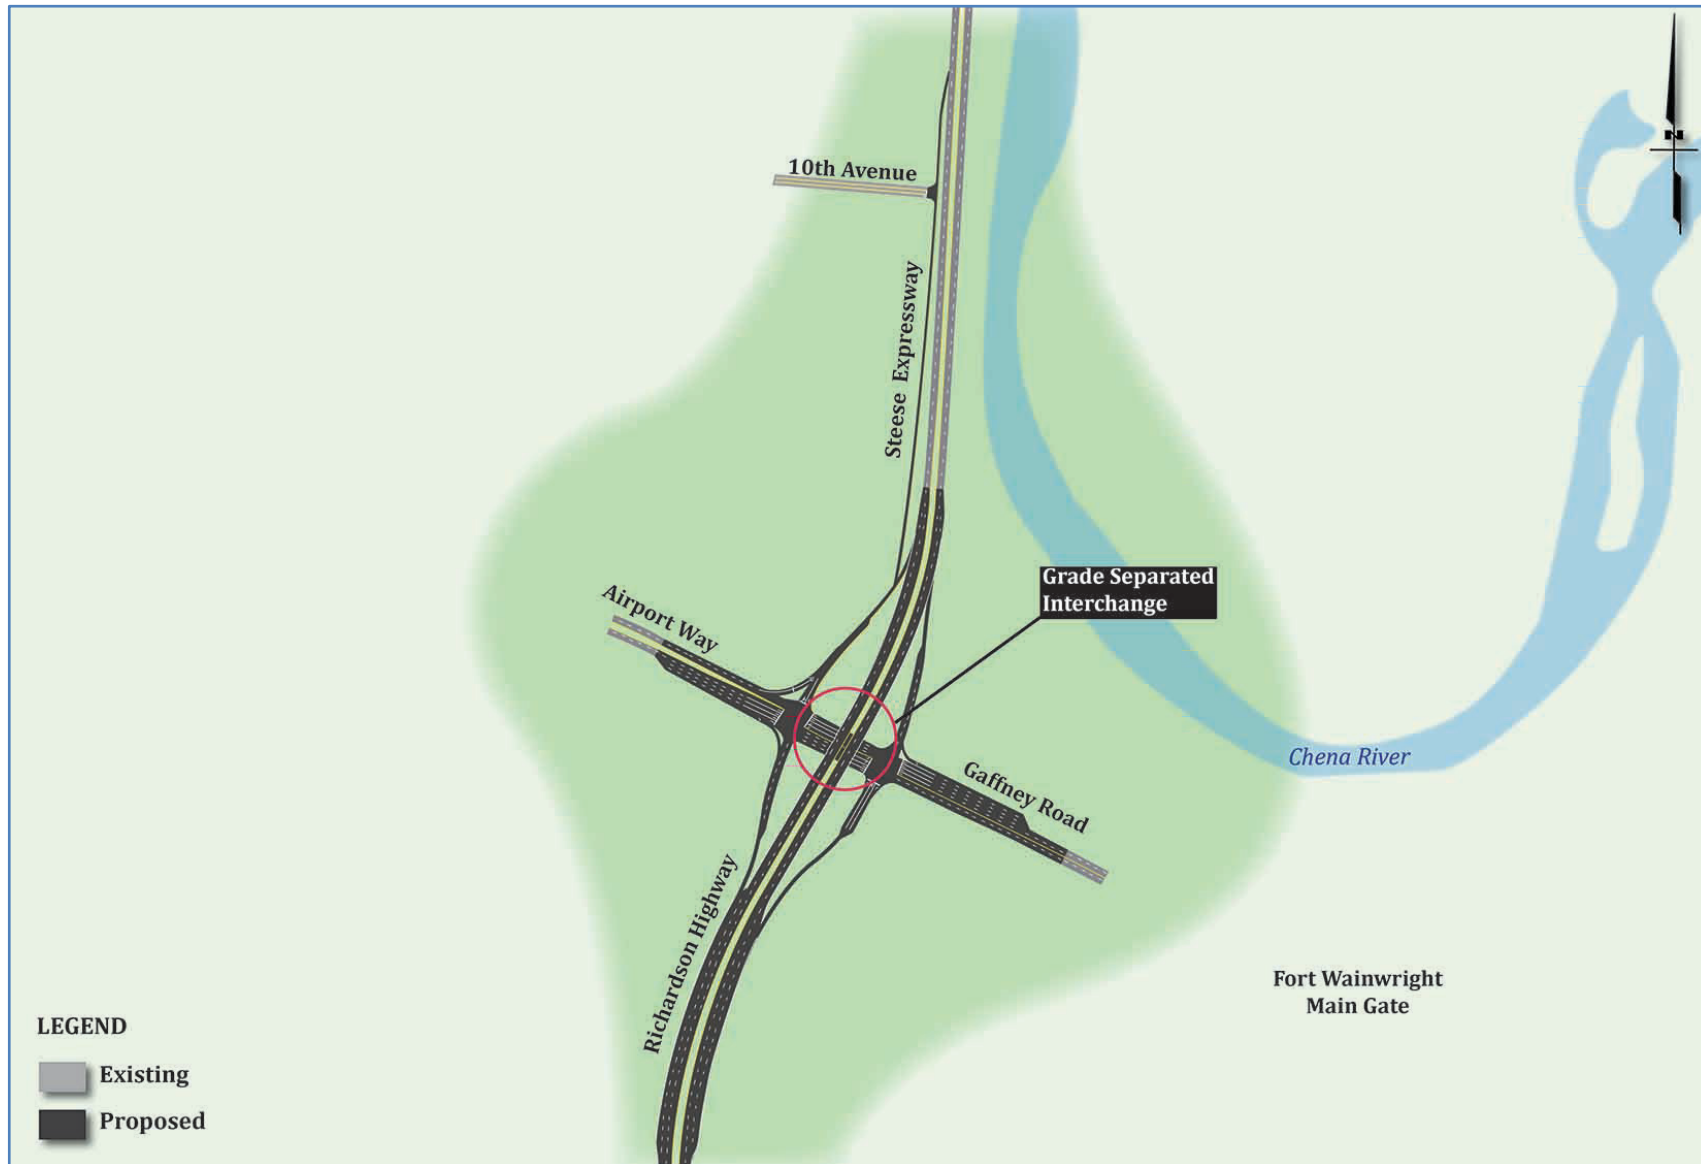 N
10th Avenue
Steese Expressway
Grade Separated
Interchange
Airport Way
Chena River
Gaffney Road
Richardson Highway
Fort Wainwright
Main Gate
LEGEND
Existing
Proposed